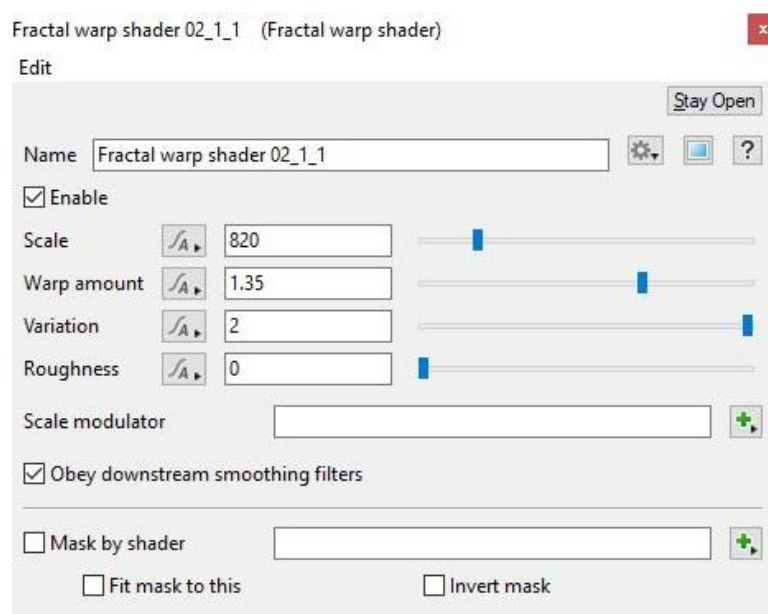 Fractal warp shader 02_1_1 (Fractal warp shader) x
Edit
Stay Open
Name Fractal warp shader 02_1_1 ?
Enable
Scale 820
Warp amount 1.35
Variation 2
Roughness 0
Scale modulator
Obey downstream smoothing filters
Mask by shader
Fit mask to this Invert mask